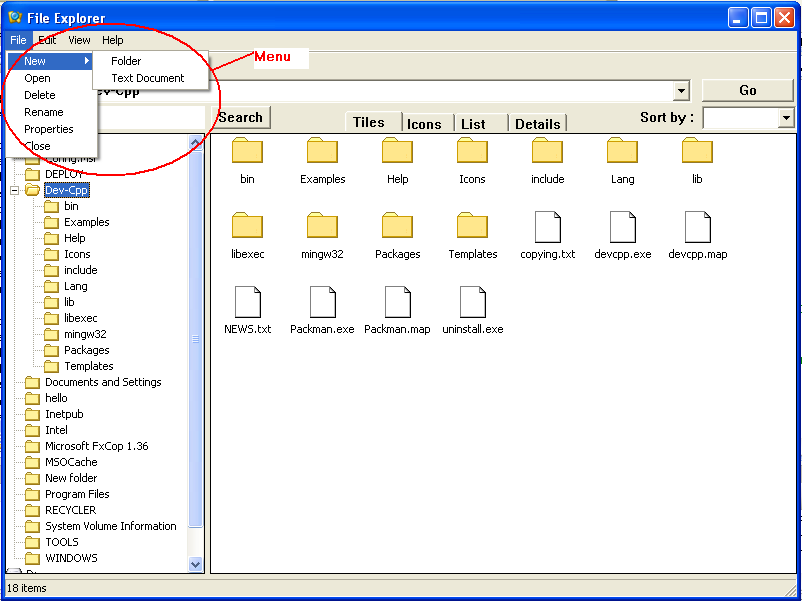 File Explorer
File Edit View Help
New
Open
Delete
Rename
Properties
Close
Folder
Text Document
Menu
Dev-Cpp
Go
Search
Tiles Icons List Details
Sort by :
Config.Msi
DEPLOY
Dev-Cpp
bin
Examples
Help
Icons
include
Lang
lib
libexec
mingw32
Packages
Templates
Documents and Settings
hello
Inetpub
Intel
Microsoft FxCop 1.36
MSOCache
New folder
Program Files
RECYCLER
System Volume Information
TOOLS
WINDOWS
bin Examples Help Icons include Lang lib
libexec mingw32 Packages Templates copying.txt devcpp.exe devcpp.map
NEWS.txt Packman.exe Packman.map uninstall.exe
18 items